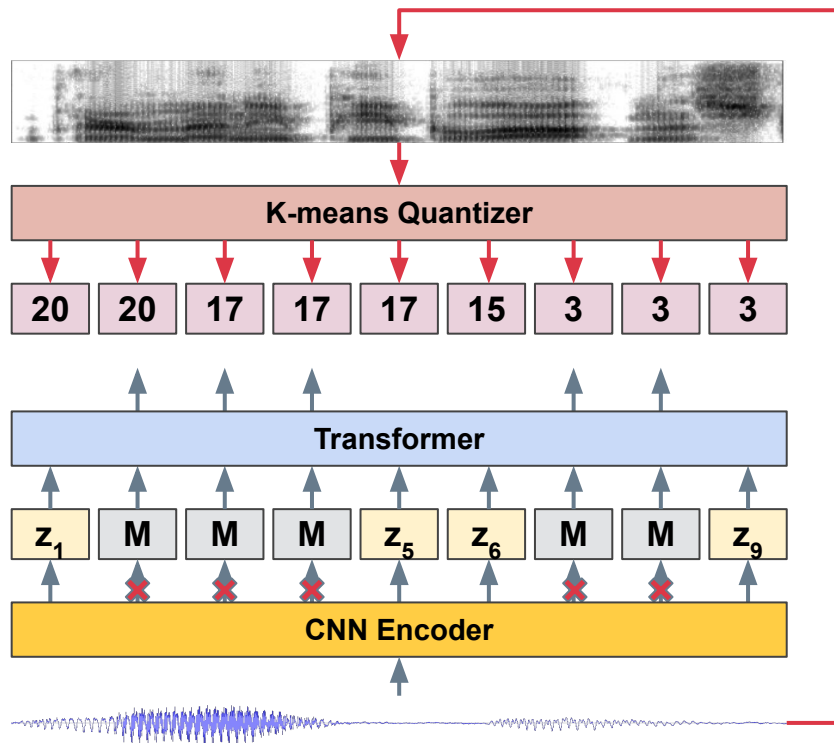 K-means Quantizer
20 20 17 17 17 15 3 3 3
Transformer
z₁ M M M z₅ z₆ M M z₉
CNN Encoder